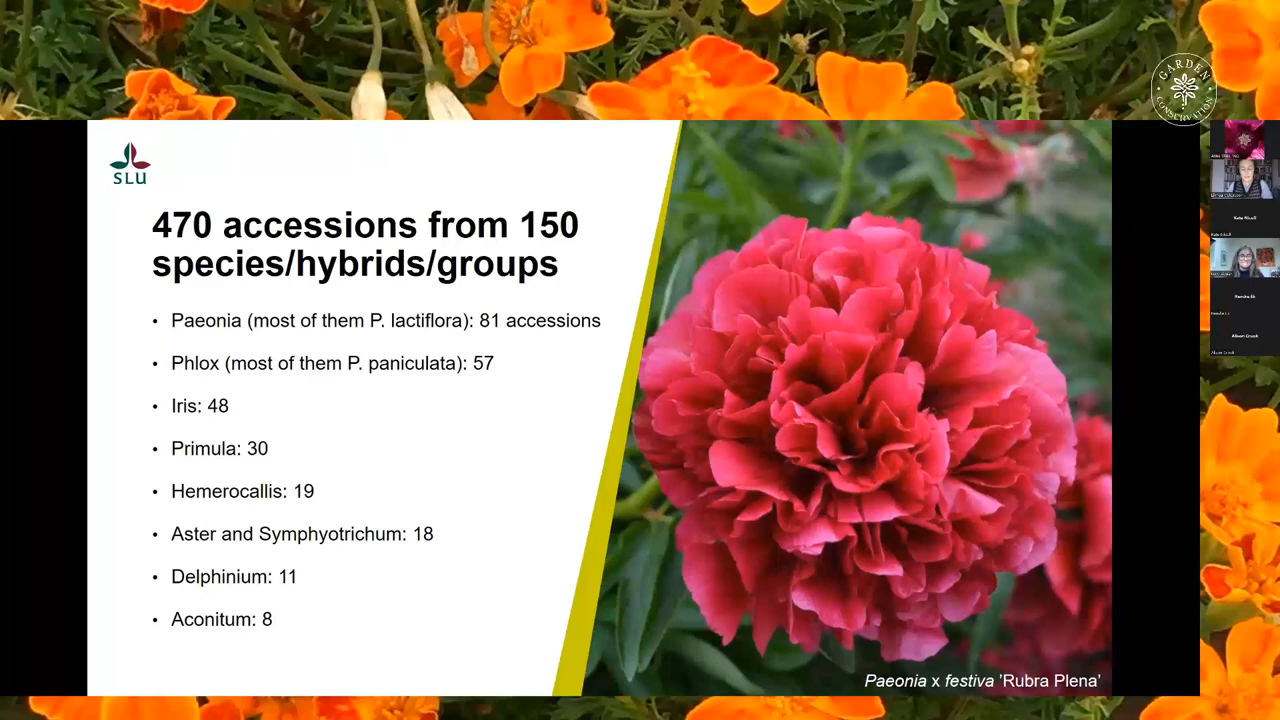 GARDEN
CONSERVATION
SLU
470 accessions from 150
species/hybrids/groups
• Paeonia (most of them P. lactiflora): 81 accessions
• Phlox (most of them P. paniculata): 57
• Iris: 48
• Primula: 30
• Hemerocallis: 19
• Aster and Symphyotrichum: 18
• Delphinium: 11
• Aconitum: 8
Paeonia x festiva 'Rubra Plena'